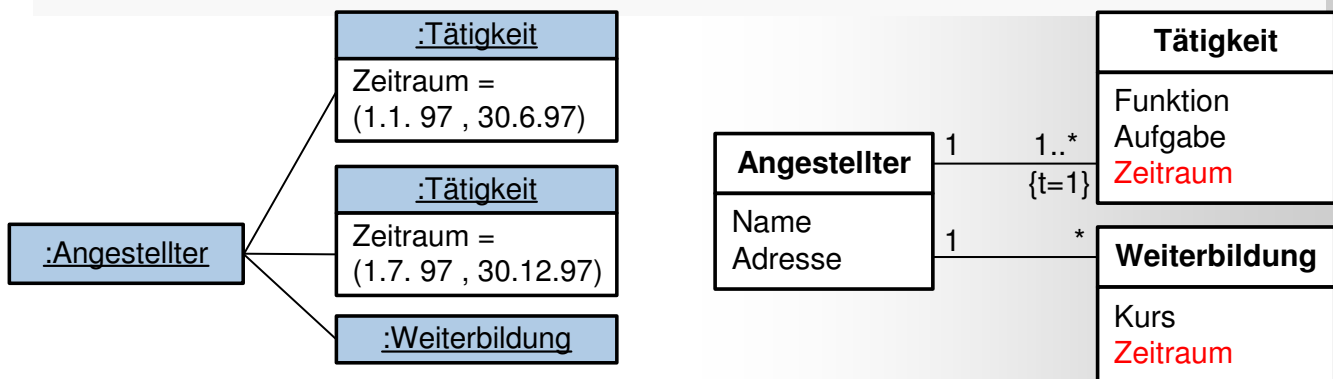 :Tätigkeit
Zeitraum =
(1.1. 97 , 30.6.97)
:Tätigkeit
Zeitraum =
(1.7. 97 , 30.12.97)
:Angestellter
:Weiterbildung
Angestellter
Name
Adresse
1
1..*
{t=1}
1
*
Tätigkeit
Funktion
Aufgabe
Zeitraum
Weiterbildung
Kurs
Zeitraum